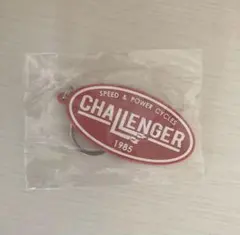 SPEED & POWER CYCLES
CHALLENGER
1985